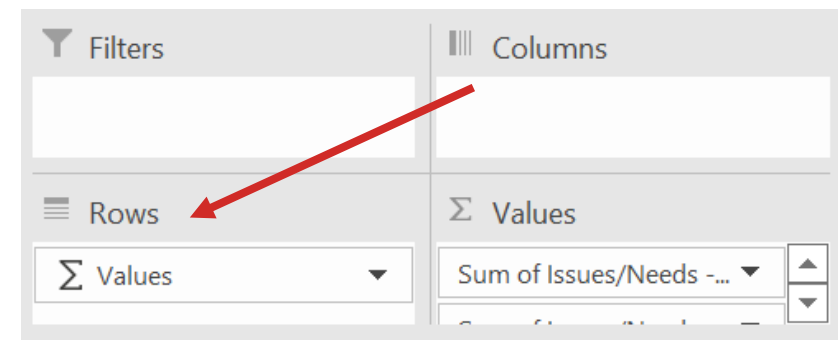 Filters
Columns
Rows
Σ Values
∑ Values
Sum of Issues/Needs -...